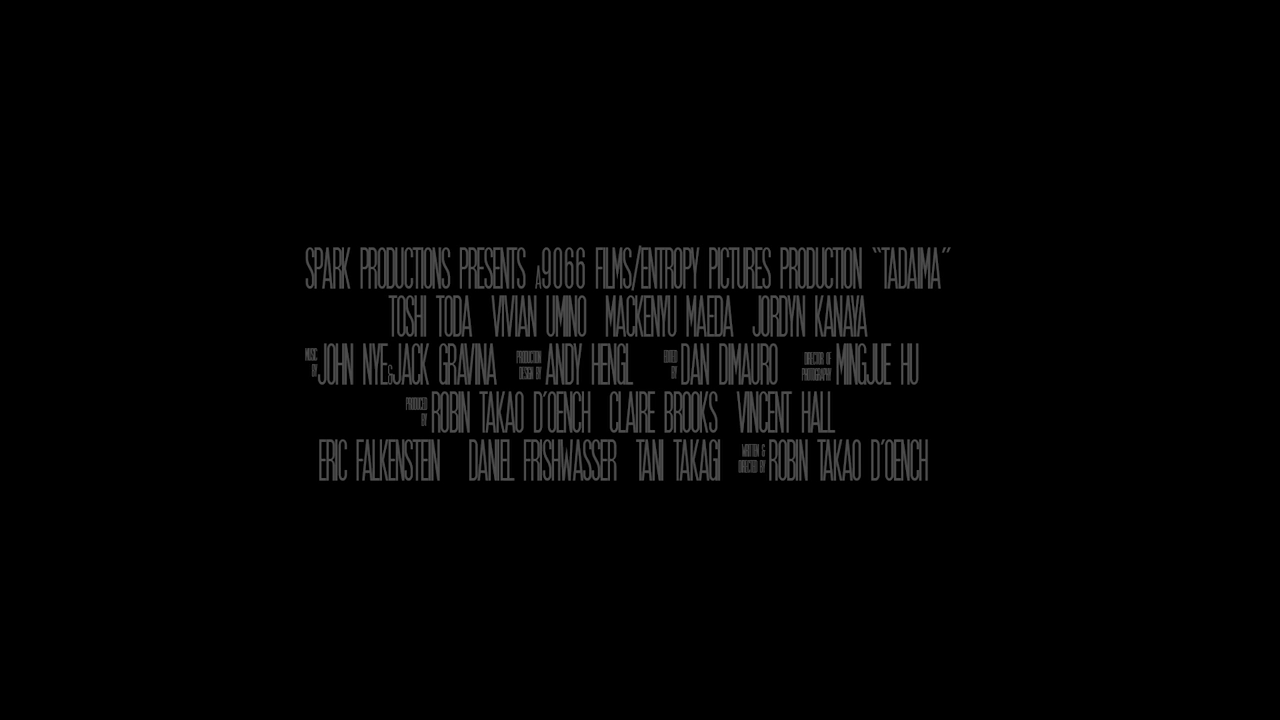 SPARK PRODUCTIONS PRESENTS A 9066 FILMS/ENTROPY PICTURES PRODUCTION "TADAIMA"
TOSHI TODA VIVIAN UMINO MACKENYU MAEDA JORDYN KANAYA
MUSIC BY JOHN NYE & JACK GRAVINA PRODUCTION DESIGN BY ANDY HENGL EDITED BY DAN DIMAURO DIRECTOR OF PHOTOGRAPHY MINGJUE HU
PRODUCED BY ROBIN TAKAO D'OENCH CLAIRE BROOKS VINCENT HALL
ERIC FALKENSTEIN DANIEL FRISHWASSER TANI TAKAGI WRITTEN & DIRECTED BY ROBIN TAKAO D'OENCH